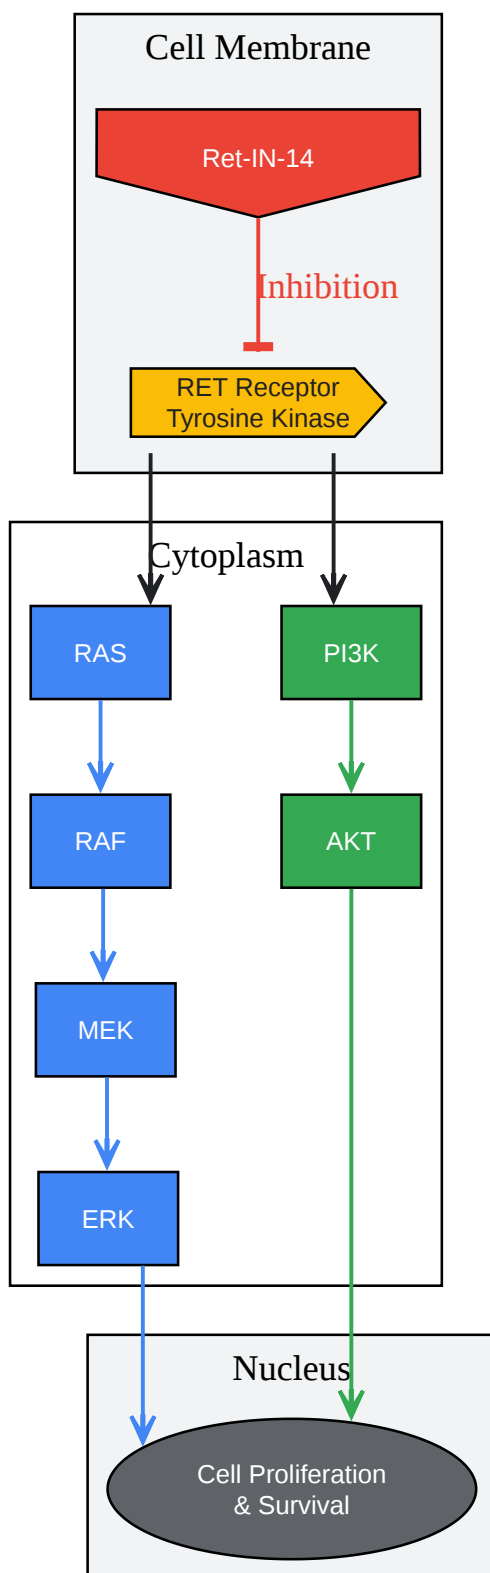 Cell Membrane
Ret-IN-14
Inhibition
RET Receptor
Tyrosine Kinase
Cytoplasm
RAS
PI3K
RAF
AKT
MEK
ERK
Nucleus
Cell Proliferation
& Survival